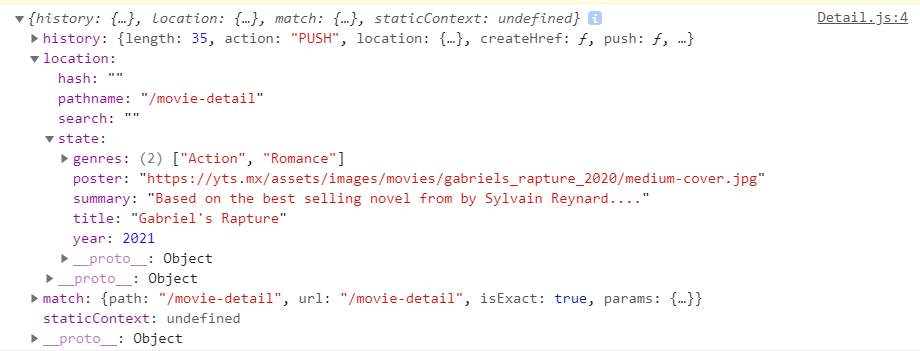 ▼{history: {…}, location: {…}, match: {…}, staticContext: undefined} i Detail.js:4
▶history: {length: 35, action: "PUSH", location: {…}, createHref: ƒ, push: ƒ, …}
▼location:
hash: ""
pathname: "/movie-detail"
search: ""
▼state:
▶genres: (2) ["Action", "Romance"]
poster: "https://yts.mx/assets/images/movies/gabriels_rapture_2020/medium-cover.jpg"
summary: "Based on the best selling novel from by Sylvain Reynard...."
title: "Gabriel's Rapture"
year: 2021
▶__proto__: Object
▶__proto__: Object
▶match: {path: "/movie-detail", url: "/movie-detail", isExact: true, params: {…}}
staticContext: undefined
▶__proto__: Object